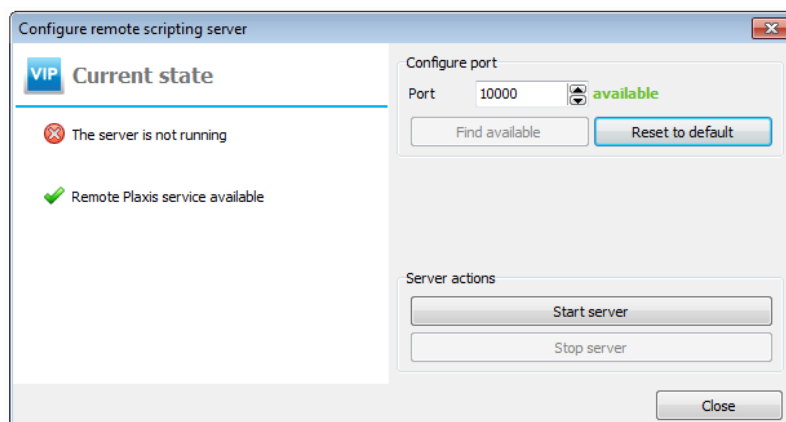 Configure remote scripting server
VIP Current state
The server is not running
Remote Plaxis service available
Configure port
Port 10000 available
Find available Reset to default
Server actions
Start server
Stop server
Close